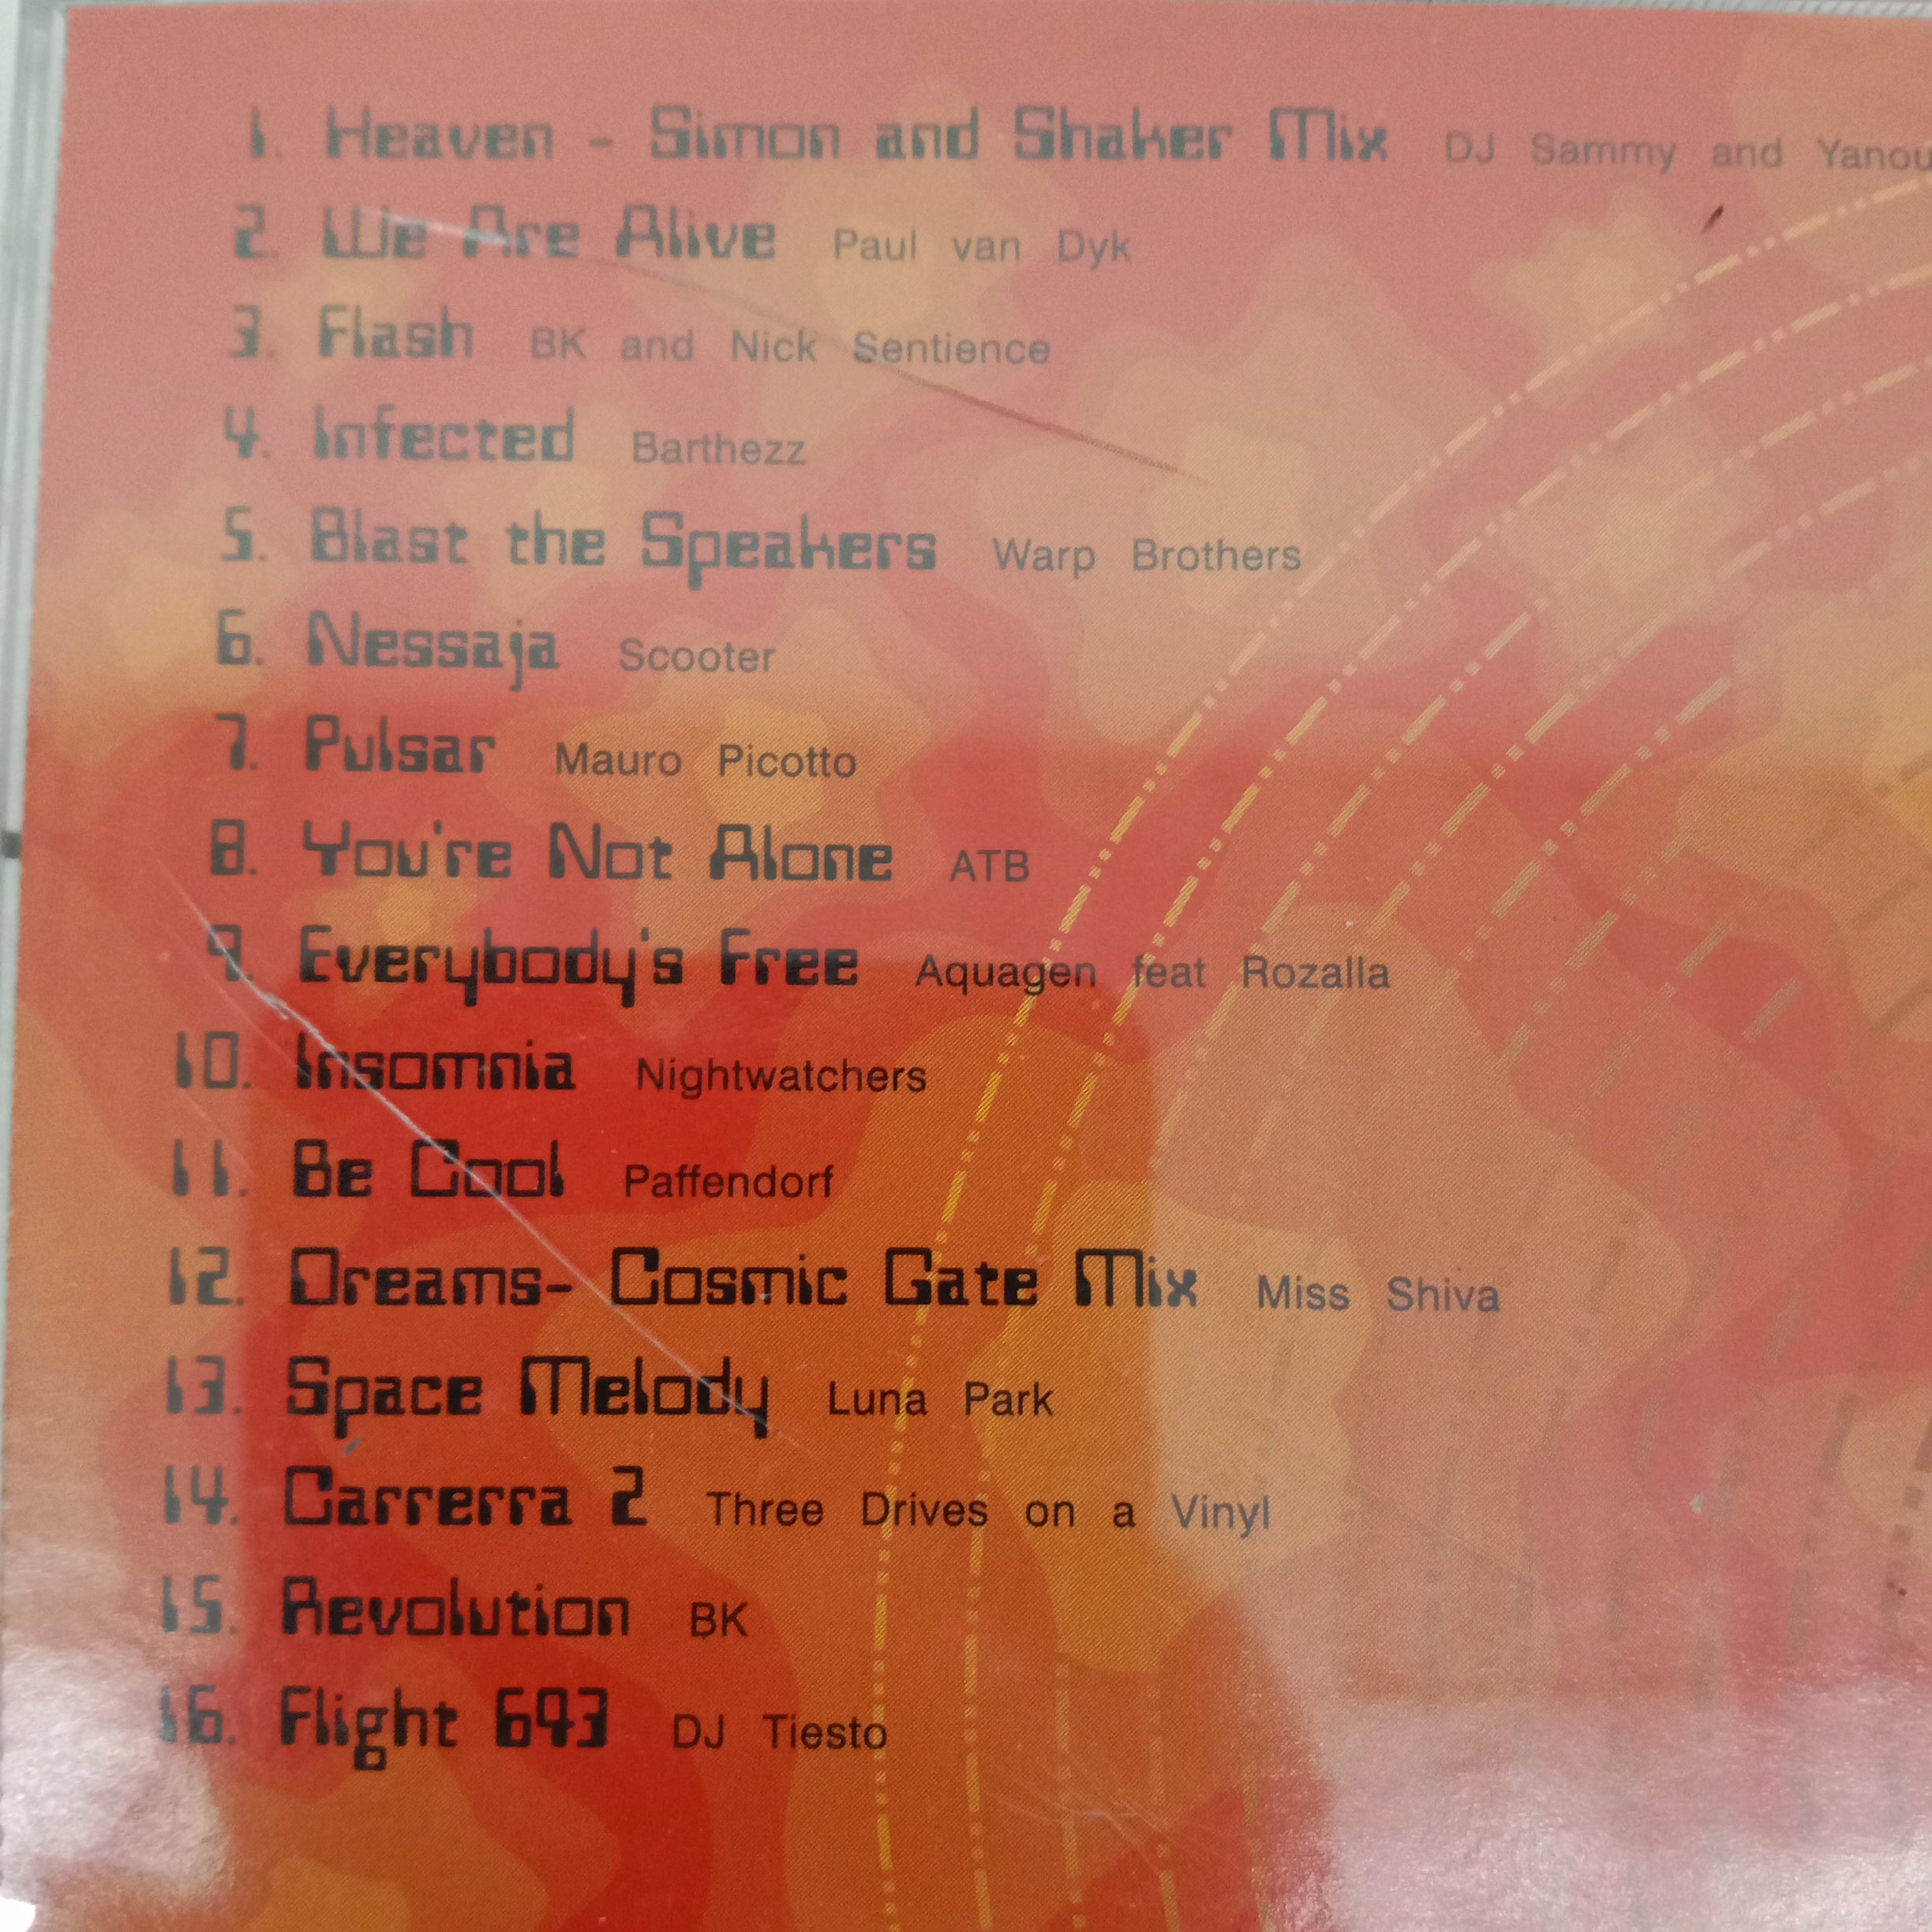 1. Heaven - Simon and Shaker Mix DJ Sammy and Yanou
2. We Are Alive Paul van Dyk
3. Flash BK and Nick Sentience
4. Infected Barthezz
5. Blast the Speakers Warp Brothers
6. Nessaja Scooter
7. Pulsar Mauro Picotto
8. You're Not Alone ATB
9. Everybody's Free Aquagen feat Rozalla
10. Insomnia Nightwatchers
11. Be Cool Paffendorf
12. Dreams- Cosmic Gate Mix Miss Shiva
13. Space Melody Luna Park
14. Carrerra 2 Three Drives on a Vinyl
15. Revolution BK
16. Flight 643 DJ Tiesto